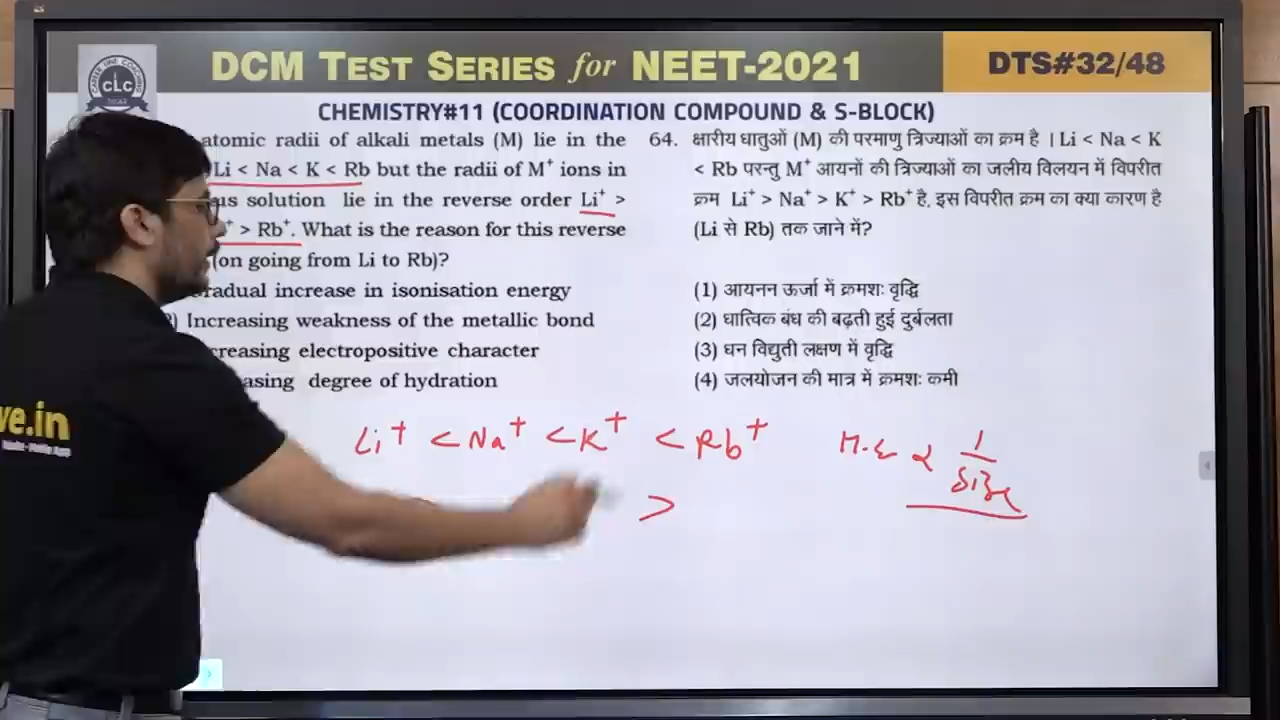 DCM TEST SERIES for NEET-2021
DTS#32/48
CLC
CHEMISTRY#11 (COORDINATION COMPOUND & S-BLOCK)
atomic radii of alkali metals (M) lie in the
Li < Na < K < Rb but the radii of M⁺ ions in
us solution lie in the reverse order Li⁺ >
> Rb⁺. What is the reason for this reverse
(on going from Li to Rb)?
radual increase in isonisation energy
) Increasing weakness of the metallic bond
creasing electropositive character
asing degree of hydration
64. क्षारीय धातुओं (M) की परमाणु त्रिज्याओं का क्रम है । Li < Na < K
< Rb परन्तु M⁺ आयनों की त्रिज्याओं का जलीय विलयन में विपरीत
क्रम Li⁺ > Na⁺ > K⁺ > Rb⁺ है, इस विपरीत क्रम का क्या कारण है
(Li से Rb) तक जाने में?
(1) आयनन ऊर्जा में क्रमशः वृद्धि
(2) धात्विक बंध की बढ़ती हुई दुर्बलता
(3) धन विद्युती लक्षण में वृद्धि
(4) जलयोजन की मात्र में क्रमशः कमी
Li⁺ < Na⁺ < K⁺ < Rb⁺
H.E ∝ 1/size
>
ve.in